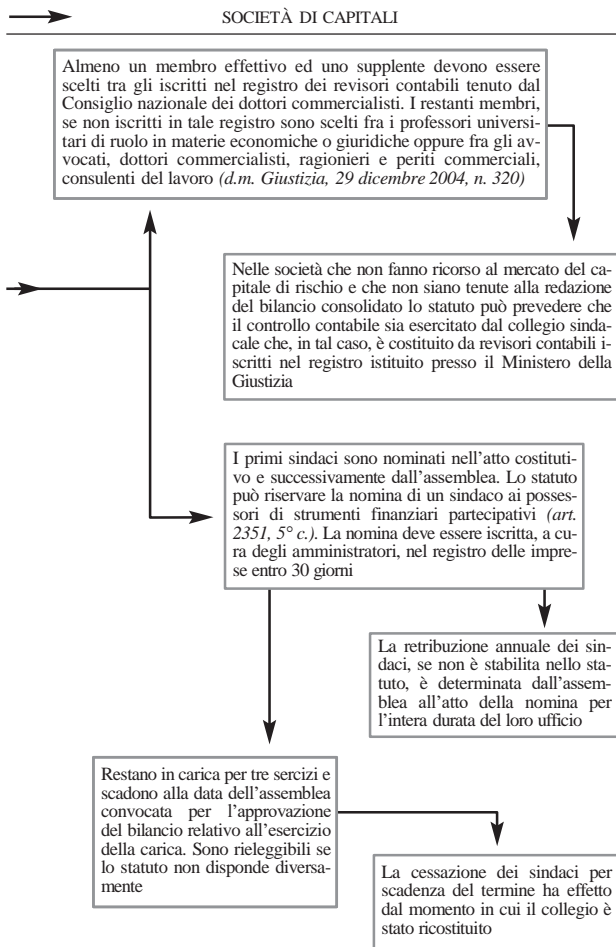 SOCIETÀ DI CAPITALI
Almeno un membro effettivo ed uno supplente devono essere
scelti tra gli iscritti nel registro dei revisori contabili tenuto dal
Consiglio nazionale dei dottori commercialisti. I restanti membri,
se non iscritti in tale registro sono scelti fra i professori universi-
tari di ruolo in materie economiche o giuridiche oppure fra gli av-
vocati, dottori commercialisti, ragionieri e periti commerciali,
consulenti del lavoro (d.m. Giustizia, 29 dicembre 2004, n. 320)
Nelle società che non fanno ricorso al mercato del ca-
pitale di rischio e che non siano tenute alla redazione
del bilancio consolidato lo statuto può prevedere che
il controllo contabile sia esercitato dal collegio sinda-
cale che, in tal caso, è costituito da revisori contabili i-
scritti nel registro istituito presso il Ministero della
Giustizia
I primi sindaci sono nominati nell'atto costituti-
vo e successivamente dall'assemblea. Lo statuto
può riservare la nomina di un sindaco ai posses-
sori di strumenti finanziari partecipativi (art.
2351, 5° c.). La nomina deve essere iscritta, a cu-
ra degli amministratori, nel registro delle impre-
se entro 30 giorni
La retribuzione annuale dei sin-
daci, se non è stabilita nello sta-
tuto, è determinata dall'assem-
blea all'atto della nomina per
l'intera durata del loro ufficio
Restano in carica per tre sercizi e
scadono alla data dell'assemblea
convocata per l'approvazione
del bilancio relativo all'esercizio
della carica. Sono rieleggibili se
lo statuto non dispone diversa-
mente
La cessazione dei sindaci per
scadenza del termine ha effetto
dal momento in cui il collegio è
stato ricostituito